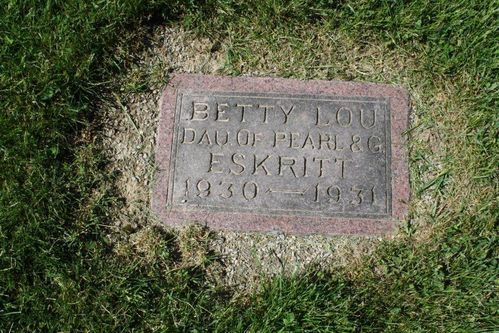 BETTY LOU
DAU. OF PEARL & G.
ESKRITT
1930—1931